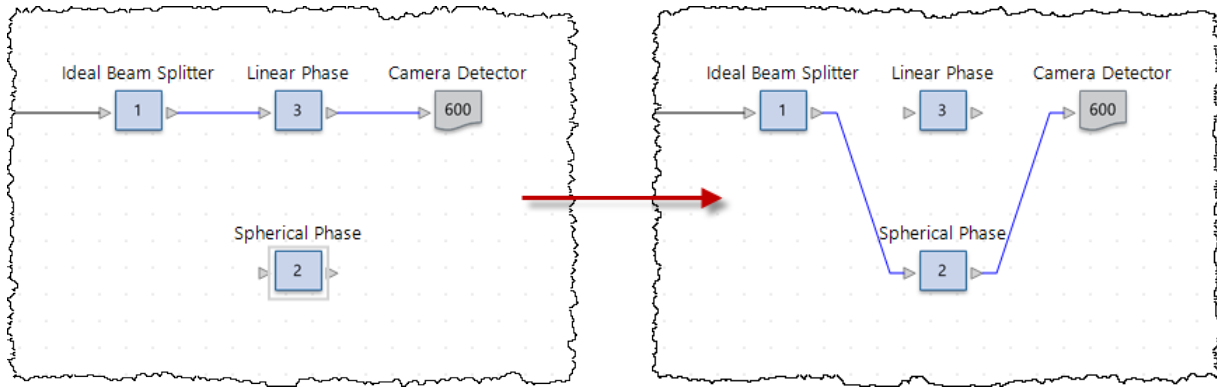 Ideal Beam Splitter Linear Phase Camera Detector
1 3 600
Spherical Phase
2
Ideal Beam Splitter Linear Phase Camera Detector
1 3 600
Spherical Phase
2